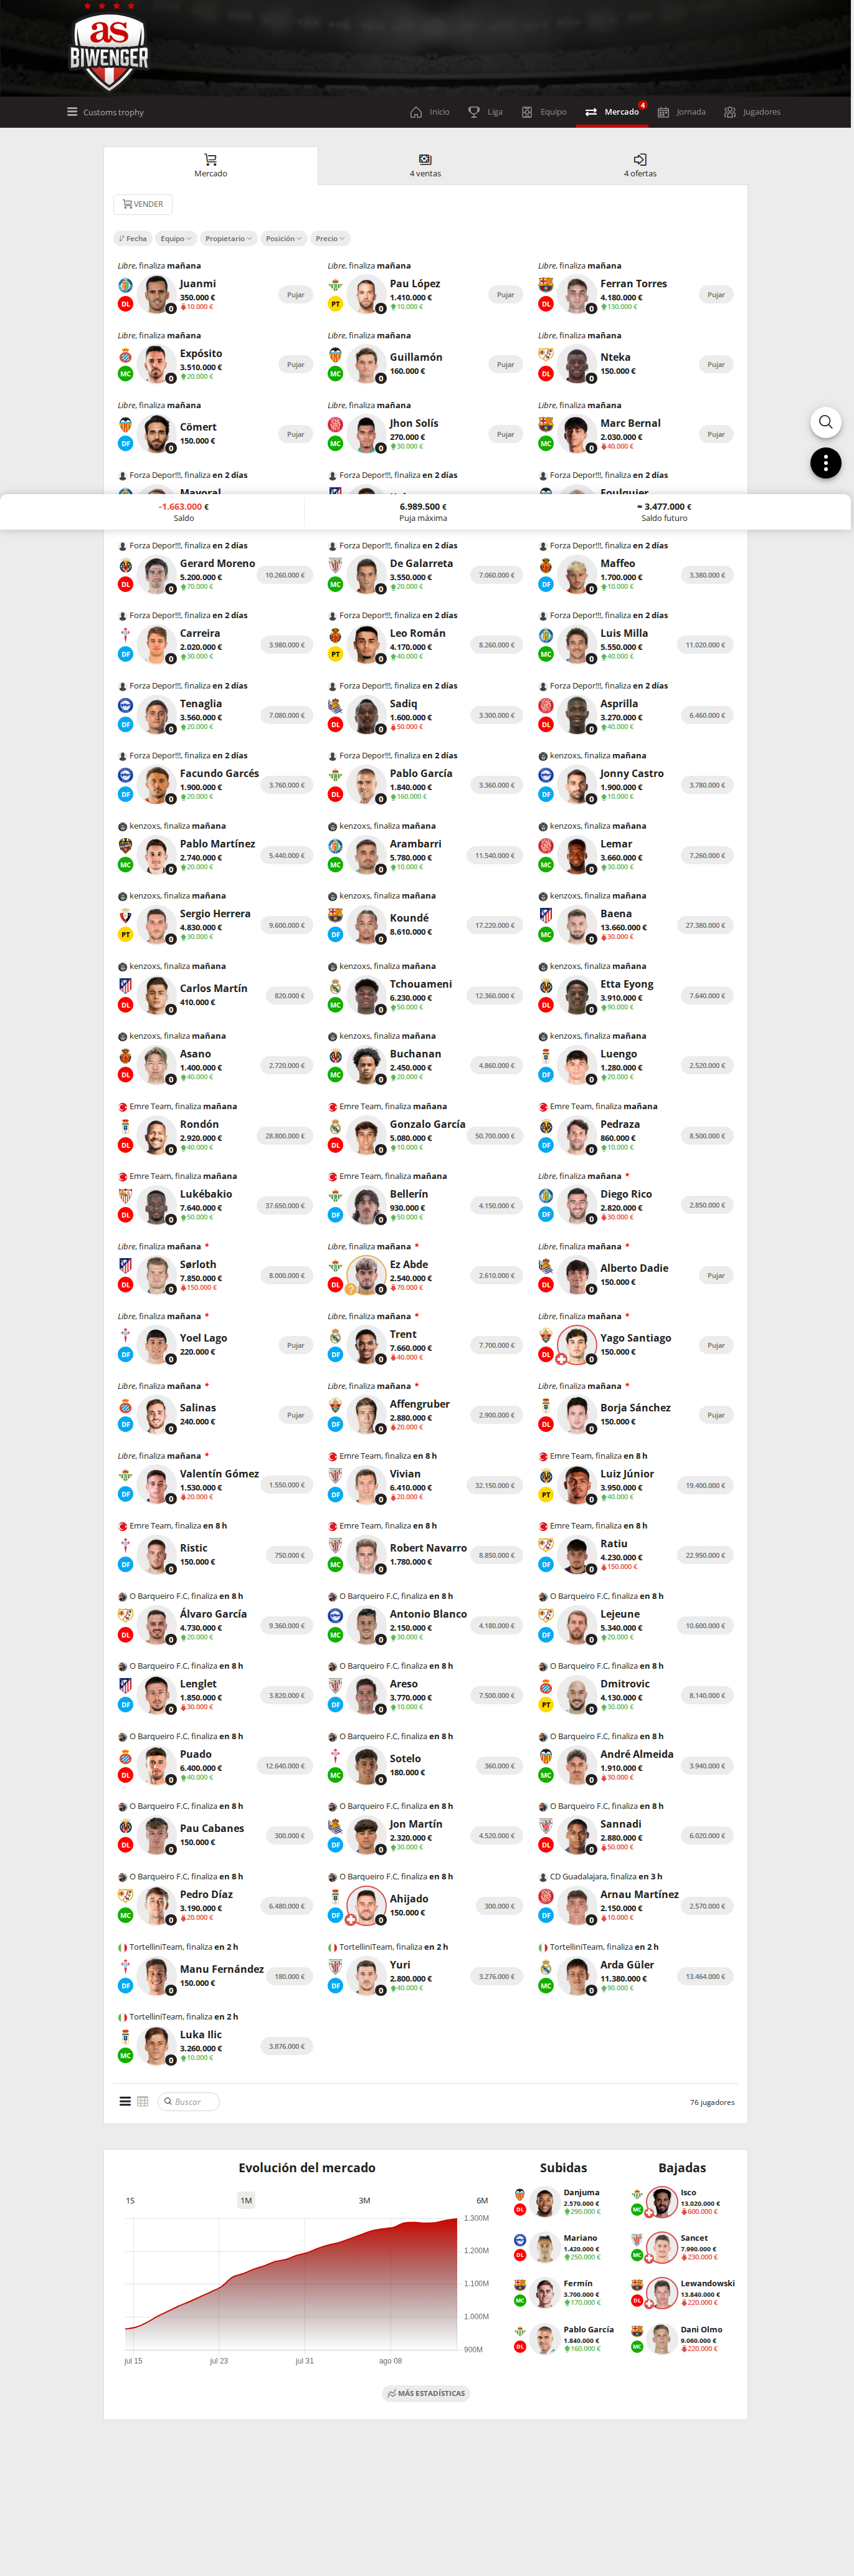 as
BIWENGER
Customs trophy
Inicio
Liga
Equipo
Mercado 4
Jornada
Jugadores
Mercado
4 ventas
4 ofertas
VENDER
Fecha
Equipo
Propietario
Posición
Precio
Libre, finaliza mañana
DL 0
Juanmi
350.000 €
10.000 €
Pujar
Libre, finaliza mañana
PT 0
Pau López
1.410.000 €
10.000 €
Pujar
Libre, finaliza mañana
DL 0
Ferran Torres
4.180.000 €
130.000 €
Pujar
Libre, finaliza mañana
MC 0
Expósito
3.510.000 €
20.000 €
Pujar
Libre, finaliza mañana
MC 0
Guillamón
160.000 €
Pujar
Libre, finaliza mañana
DL 0
Nteka
150.000 €
Pujar
Libre, finaliza mañana
DF 0
Cömert
150.000 €
Pujar
Libre, finaliza mañana
MC 0
Jhon Solís
270.000 €
30.000 €
Pujar
Libre, finaliza mañana
MC 0
Marc Bernal
2.030.000 €
40.000 €
Pujar
Forza Depor!!!, finaliza en 2 días
Mayoral
Forza Depor!!!, finaliza en 2 días
Forza Depor!!!, finaliza en 2 días
Foulquier
-1.663.000 €
Saldo
6.989.500 €
Puja máxima
= 3.477.000 €
Saldo futuro
Forza Depor!!!, finaliza en 2 días
DL 0
Gerard Moreno
5.200.000 €
70.000 €
10.260.000 €
Forza Depor!!!, finaliza en 2 días
MC 0
De Galarreta
3.550.000 €
20.000 €
7.060.000 €
Forza Depor!!!, finaliza en 2 días
DF 0
Maffeo
1.700.000 €
10.000 €
3.380.000 €
Forza Depor!!!, finaliza en 2 días
DF 0
Carreira
2.020.000 €
30.000 €
3.980.000 €
Forza Depor!!!, finaliza en 2 días
PT 0
Leo Román
4.170.000 €
40.000 €
8.260.000 €
Forza Depor!!!, finaliza en 2 días
MC 0
Luis Milla
5.550.000 €
40.000 €
11.020.000 €
Forza Depor!!!, finaliza en 2 días
DF 0
Tenaglia
3.560.000 €
20.000 €
7.080.000 €
Forza Depor!!!, finaliza en 2 días
DL 0
Sadiq
1.600.000 €
50.000 €
3.300.000 €
Forza Depor!!!, finaliza en 2 días
DL 0
Asprilla
3.270.000 €
40.000 €
6.460.000 €
Forza Depor!!!, finaliza en 2 días
DF 0
Facundo Garcés
1.900.000 €
20.000 €
3.760.000 €
Forza Depor!!!, finaliza en 2 días
DL 0
Pablo García
1.840.000 €
160.000 €
3.360.000 €
kenzoxs, finaliza mañana
DF 0
Jonny Castro
1.900.000 €
10.000 €
3.780.000 €
kenzoxs, finaliza mañana
MC 0
Pablo Martínez
2.740.000 €
20.000 €
5.440.000 €
kenzoxs, finaliza mañana
MC 0
Arambarri
5.780.000 €
10.000 €
11.540.000 €
kenzoxs, finaliza mañana
MC 0
Lemar
3.660.000 €
30.000 €
7.260.000 €
kenzoxs, finaliza mañana
PT 0
Sergio Herrera
4.830.000 €
30.000 €
9.600.000 €
kenzoxs, finaliza mañana
DF 0
Koundé
8.610.000 €
17.220.000 €
kenzoxs, finaliza mañana
MC 0
Baena
13.660.000 €
30.000 €
27.380.000 €
kenzoxs, finaliza mañana
DL 0
Carlos Martín
410.000 €
820.000 €
kenzoxs, finaliza mañana
MC 0
Tchouameni
6.230.000 €
50.000 €
12.360.000 €
kenzoxs, finaliza mañana
DL 0
Etta Eyong
3.910.000 €
90.000 €
7.640.000 €
kenzoxs, finaliza mañana
DL 0
Asano
1.400.000 €
40.000 €
2.720.000 €
kenzoxs, finaliza mañana
MC 0
Buchanan
2.450.000 €
20.000 €
4.860.000 €
kenzoxs, finaliza mañana
DF 0
Luengo
1.280.000 €
20.000 €
2.520.000 €
Emre Team, finaliza mañana
DL 0
Rondón
2.920.000 €
40.000 €
28.800.000 €
Emre Team, finaliza mañana
DL 0
Gonzalo García
5.080.000 €
10.000 €
50.700.000 €
Emre Team, finaliza mañana
DF 0
Pedraza
860.000 €
10.000 €
8.500.000 €
Emre Team, finaliza mañana
DL 0
Lukébakio
7.640.000 €
50.000 €
37.650.000 €
Emre Team, finaliza mañana
DF 0
Bellerín
930.000 €
50.000 €
4.150.000 €
Libre, finaliza mañana *
DF 0
Diego Rico
2.820.000 €
30.000 €
2.850.000 €
Libre, finaliza mañana *
DL 0
Sørloth
7.850.000 €
150.000 €
8.000.000 €
Libre, finaliza mañana *
DL ? 0
Ez Abde
2.540.000 €
70.000 €
2.610.000 €
Libre, finaliza mañana *
DL 0
Alberto Dadie
150.000 €
Pujar
Libre, finaliza mañana *
DF 0
Yoel Lago
220.000 €
Pujar
Libre, finaliza mañana *
DF 0
Trent
7.660.000 €
40.000 €
7.700.000 €
Libre, finaliza mañana *
DL 0
Yago Santiago
150.000 €
Pujar
Libre, finaliza mañana *
DF 0
Salinas
240.000 €
Pujar
Libre, finaliza mañana *
DF 0
Affengruber
2.880.000 €
20.000 €
2.900.000 €
Libre, finaliza mañana *
DL 0
Borja Sánchez
150.000 €
Pujar
Libre, finaliza mañana *
DF 0
Valentín Gómez
1.530.000 €
20.000 €
1.550.000 €
Emre Team, finaliza en 8 h
DF 0
Vivian
6.410.000 €
20.000 €
32.150.000 €
Emre Team, finaliza en 8 h
PT 0
Luiz Júnior
3.950.000 €
40.000 €
19.400.000 €
Emre Team, finaliza en 8 h
DF 0
Ristic
150.000 €
750.000 €
Emre Team, finaliza en 8 h
MC 0
Robert Navarro
1.780.000 €
8.850.000 €
Emre Team, finaliza en 8 h
DF 0
Ratiu
4.230.000 €
150.000 €
22.950.000 €
O Barqueiro F.C, finaliza en 8 h
DL 0
Álvaro García
4.730.000 €
20.000 €
9.360.000 €
O Barqueiro F.C, finaliza en 8 h
MC 0
Antonio Blanco
2.150.000 €
30.000 €
4.180.000 €
O Barqueiro F.C, finaliza en 8 h
DF 0
Lejeune
5.340.000 €
20.000 €
10.600.000 €
O Barqueiro F.C, finaliza en 8 h
DF 0
Lenglet
1.850.000 €
30.000 €
3.820.000 €
O Barqueiro F.C, finaliza en 8 h
DF 0
Areso
3.770.000 €
10.000 €
7.500.000 €
O Barqueiro F.C, finaliza en 8 h
PT 0
Dmitrovic
4.130.000 €
30.000 €
8.140.000 €
O Barqueiro F.C, finaliza en 8 h
DL 0
Puado
6.400.000 €
40.000 €
12.640.000 €
O Barqueiro F.C, finaliza en 8 h
MC 0
Sotelo
180.000 €
360.000 €
O Barqueiro F.C, finaliza en 8 h
MC 0
André Almeida
1.910.000 €
30.000 €
3.940.000 €
O Barqueiro F.C, finaliza en 8 h
DL 0
Pau Cabanes
150.000 €
300.000 €
O Barqueiro F.C, finaliza en 8 h
DF 0
Jon Martín
2.320.000 €
30.000 €
4.520.000 €
O Barqueiro F.C, finaliza en 8 h
DL 0
Sannadi
2.880.000 €
50.000 €
6.020.000 €
O Barqueiro F.C, finaliza en 8 h
MC 0
Pedro Díaz
3.190.000 €
20.000 €
6.480.000 €
O Barqueiro F.C, finaliza en 8 h
DF 0
Ahijado
150.000 €
300.000 €
CD Guadalajara, finaliza en 3 h
DF 0
Arnau Martínez
2.150.000 €
10.000 €
2.570.000 €
TortelliniTeam, finaliza en 2 h
DF 0
Manu Fernández
150.000 €
180.000 €
TortelliniTeam, finaliza en 2 h
DF 0
Yuri
2.800.000 €
40.000 €
3.276.000 €
TortelliniTeam, finaliza en 2 h
MC 0
Arda Güler
11.380.000 €
90.000 €
13.464.000 €
TortelliniTeam, finaliza en 2 h
MC 0
Luka Ilic
3.260.000 €
10.000 €
3.876.000 €
Buscar
76 jugadores
Evolución del mercado
1S
1M
3M
6M
1.300M
1.200M
1.100M
1.000M
900M
jul 15
jul 23
jul 31
ago 08
Subidas
DL
Danjuma
2.570.000 €
290.000 €
DL
Mariano
1.420.000 €
250.000 €
MC
Fermín
3.700.000 €
170.000 €
DL
Pablo García
1.840.000 €
160.000 €
Bajadas
MC
Isco
13.020.000 €
600.000 €
MC
Sancet
7.990.000 €
230.000 €
DL
Lewandowski
13.840.000 €
220.000 €
MC
Dani Olmo
9.060.000 €
220.000 €
MÁS ESTADÍSTICAS